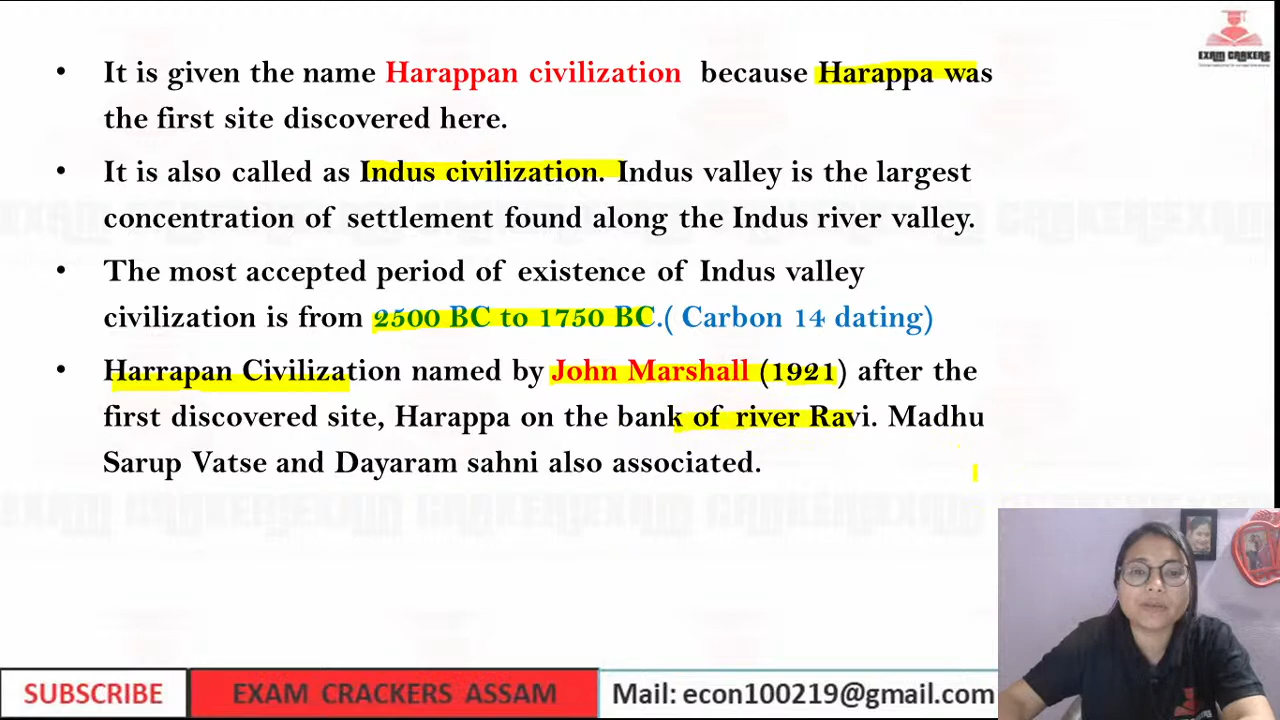 • It is given the name Harappan civilization because Harappa was
the first site discovered here.
• It is also called as Indus civilization. Indus valley is the largest
concentration of settlement found along the Indus river valley.
• The most accepted period of existence of Indus valley
civilization is from 2500 BC to 1750 BC.( Carbon 14 dating)
• Harrapan Civilization named by John Marshall (1921) after the
first discovered site, Harappa on the bank of river Ravi. Madhu
Sarup Vatse and Dayaram sahni also associated.
EXAM CRAKERS
SUBSCRIBE EXAM CRACKERS ASSAM Mail: econ100219@gmail.com